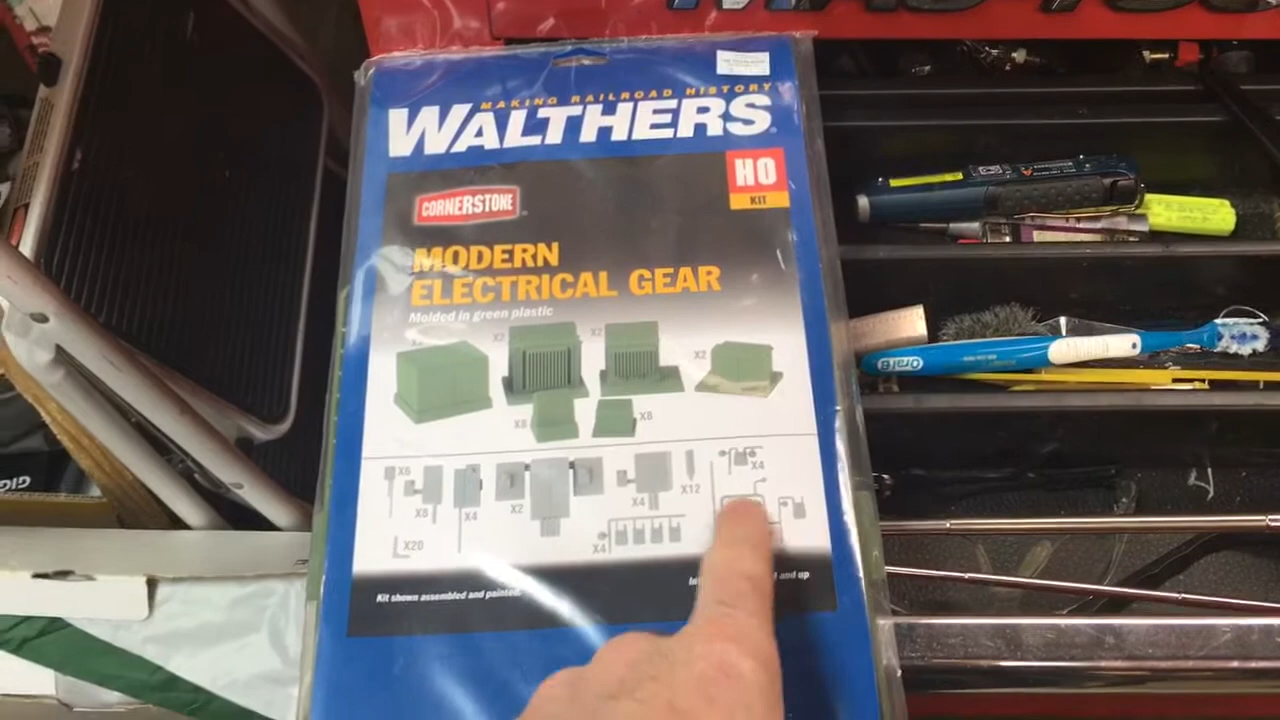 MAKING RAILROAD HISTORY
WALTHERS
HO
KIT
CORNERSTONE
MODERN
ELECTRICAL GEAR
Molded in green plastic
X2
X2
X2
X8
X8
X6
X8
X4
X2
X4
X12
X4
X20
X4
Kit shown assembled and painted.
and up
Oral B